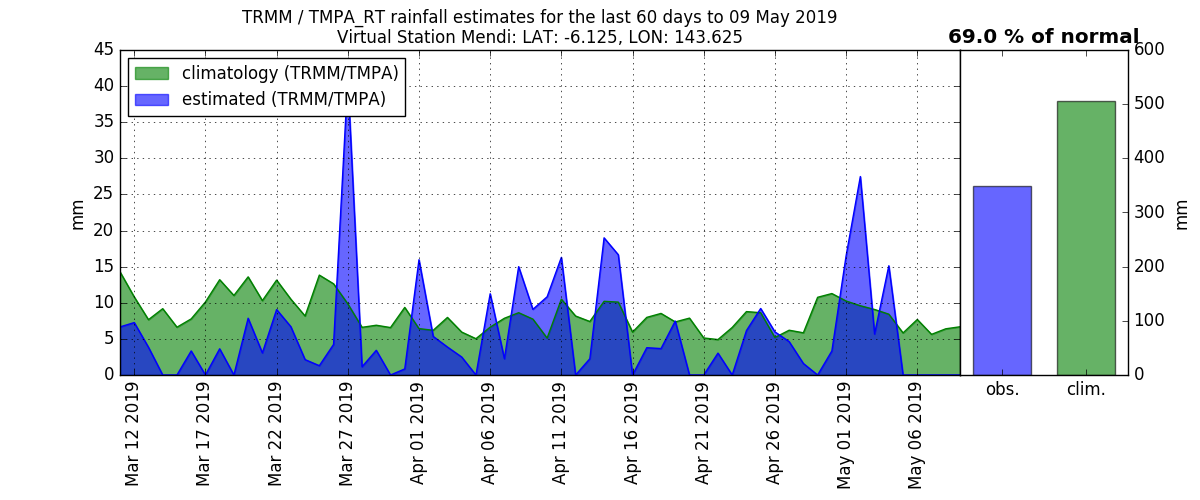 TRMM / TMPA_RT rainfall estimates for the last 60 days to 09 May 2019
Virtual Station Mendi: LAT: -6.125, LON: 143.625
69.0 % of normal
climatology (TRMM/TMPA)
estimated (TRMM/TMPA)
45
40
35
30
25
20
15
10
5
0
mm
Mar 12 2019
Mar 17 2019
Mar 22 2019
Mar 27 2019
Apr 01 2019
Apr 06 2019
Apr 11 2019
Apr 16 2019
Apr 21 2019
Apr 26 2019
May 01 2019
May 06 2019
600
500
400
300
200
100
0
mm
obs.
clim.